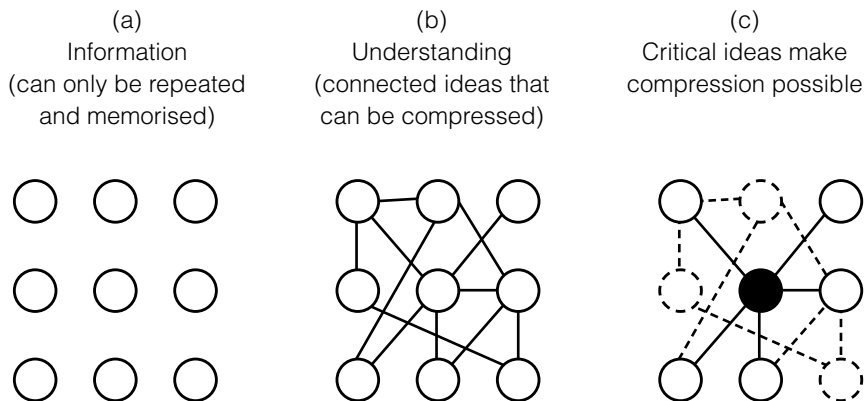 (a)
Information
(can only be repeated
and memorised)
(b)
Understanding
(connected ideas that
can be compressed)
(c)
Critical ideas make
compression possible